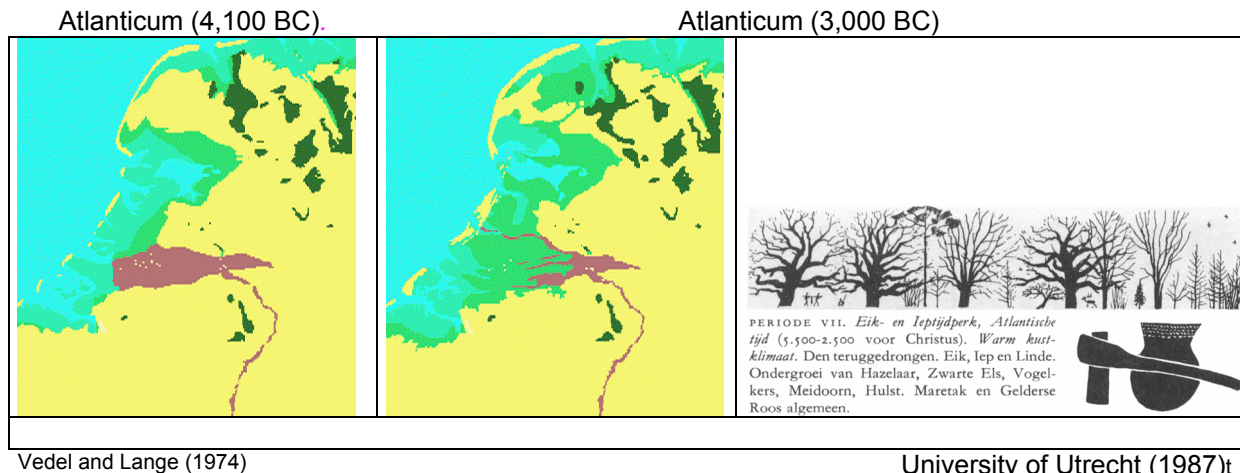 Atlanticum (4,100 BC).
Atlanticum (3,000 BC)
PERIODE VII. Eik- en Ieptijdperk, Atlantische
tijd (5.500-2.500 voor Christus). Warm kust-
klimaat. Den teruggedrongen. Eik, Iep en Linde.
Ondergroei van Hazelaar, Zwarte Els, Vogel-
kers, Meidoorn, Hulst. Maretak en Gelderse
Roos algemeen.
Vedel and Lange (1974)
University of Utrecht (1987)t